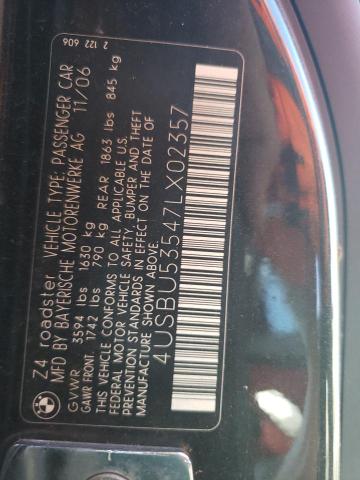 Z4 roadster VEHICLE TYPE: PASSENGER CAR
MFD BY BAYERISCHE MOTORENWERKE AG 11/06
GVWR 3594 lbs 1630 kg
GAWR FRONT: 1742 lbs 790 kg REAR 1863 lbs 845 kg
THIS VEHICLE CONFORMS TO ALL APPLICABLE U.S.
FEDERAL MOTOR VEHICLE SAFETY, BUMPER AND THEFT
PREVENTION STANDARDS IN EFFECT ON THE DATE OF
MANUFACTURE SHOWN ABOVE.
4USBU53547LX02357
2 122 606
BMW